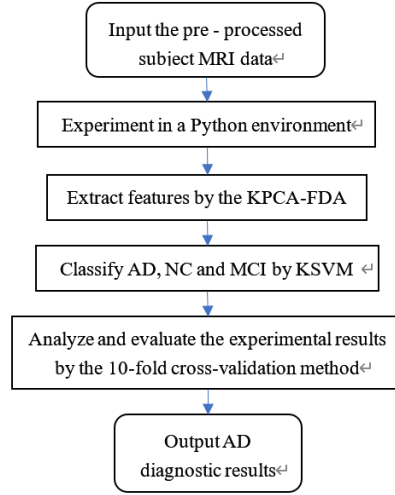 Input the pre - processed
subject MRI data↵
Experiment in a Python environment↵
Extract features by the KPCA-FDA
Classify AD, NC and MCI by KSVM ↵
Analyze and evaluate the experimental results
by the 10-fold cross-validation method↵
Output AD
diagnostic results↵